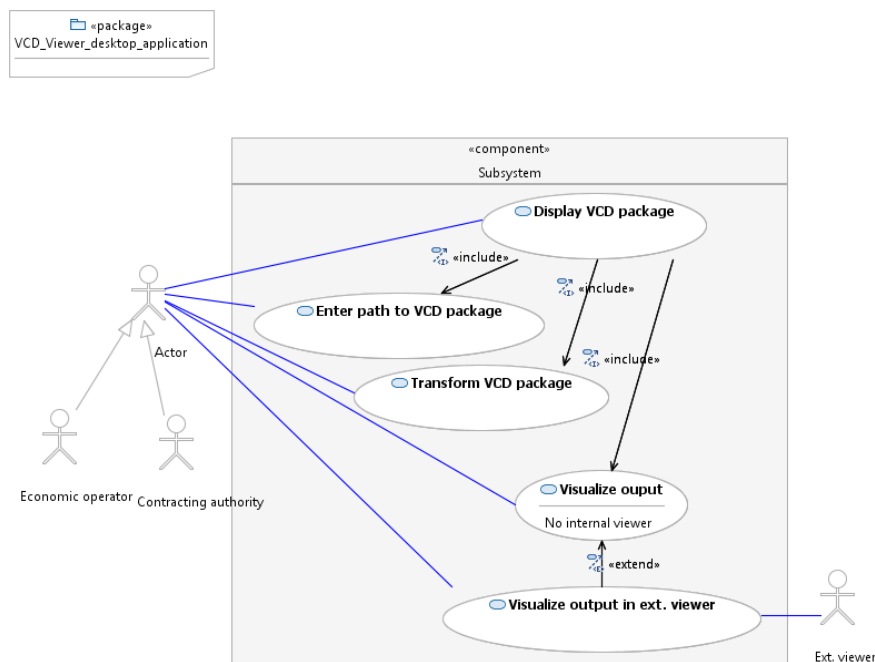 «package»
VCD_Viewer_desktop_application
«component»
Subsystem
Display VCD package
«include»
«include»
Enter path to VCD package
Actor
«include»
Transform VCD package
Economic operator
Contracting authority
Visualize ouput
No internal viewer
«extend»
Visualize output in ext. viewer
Ext. viewer